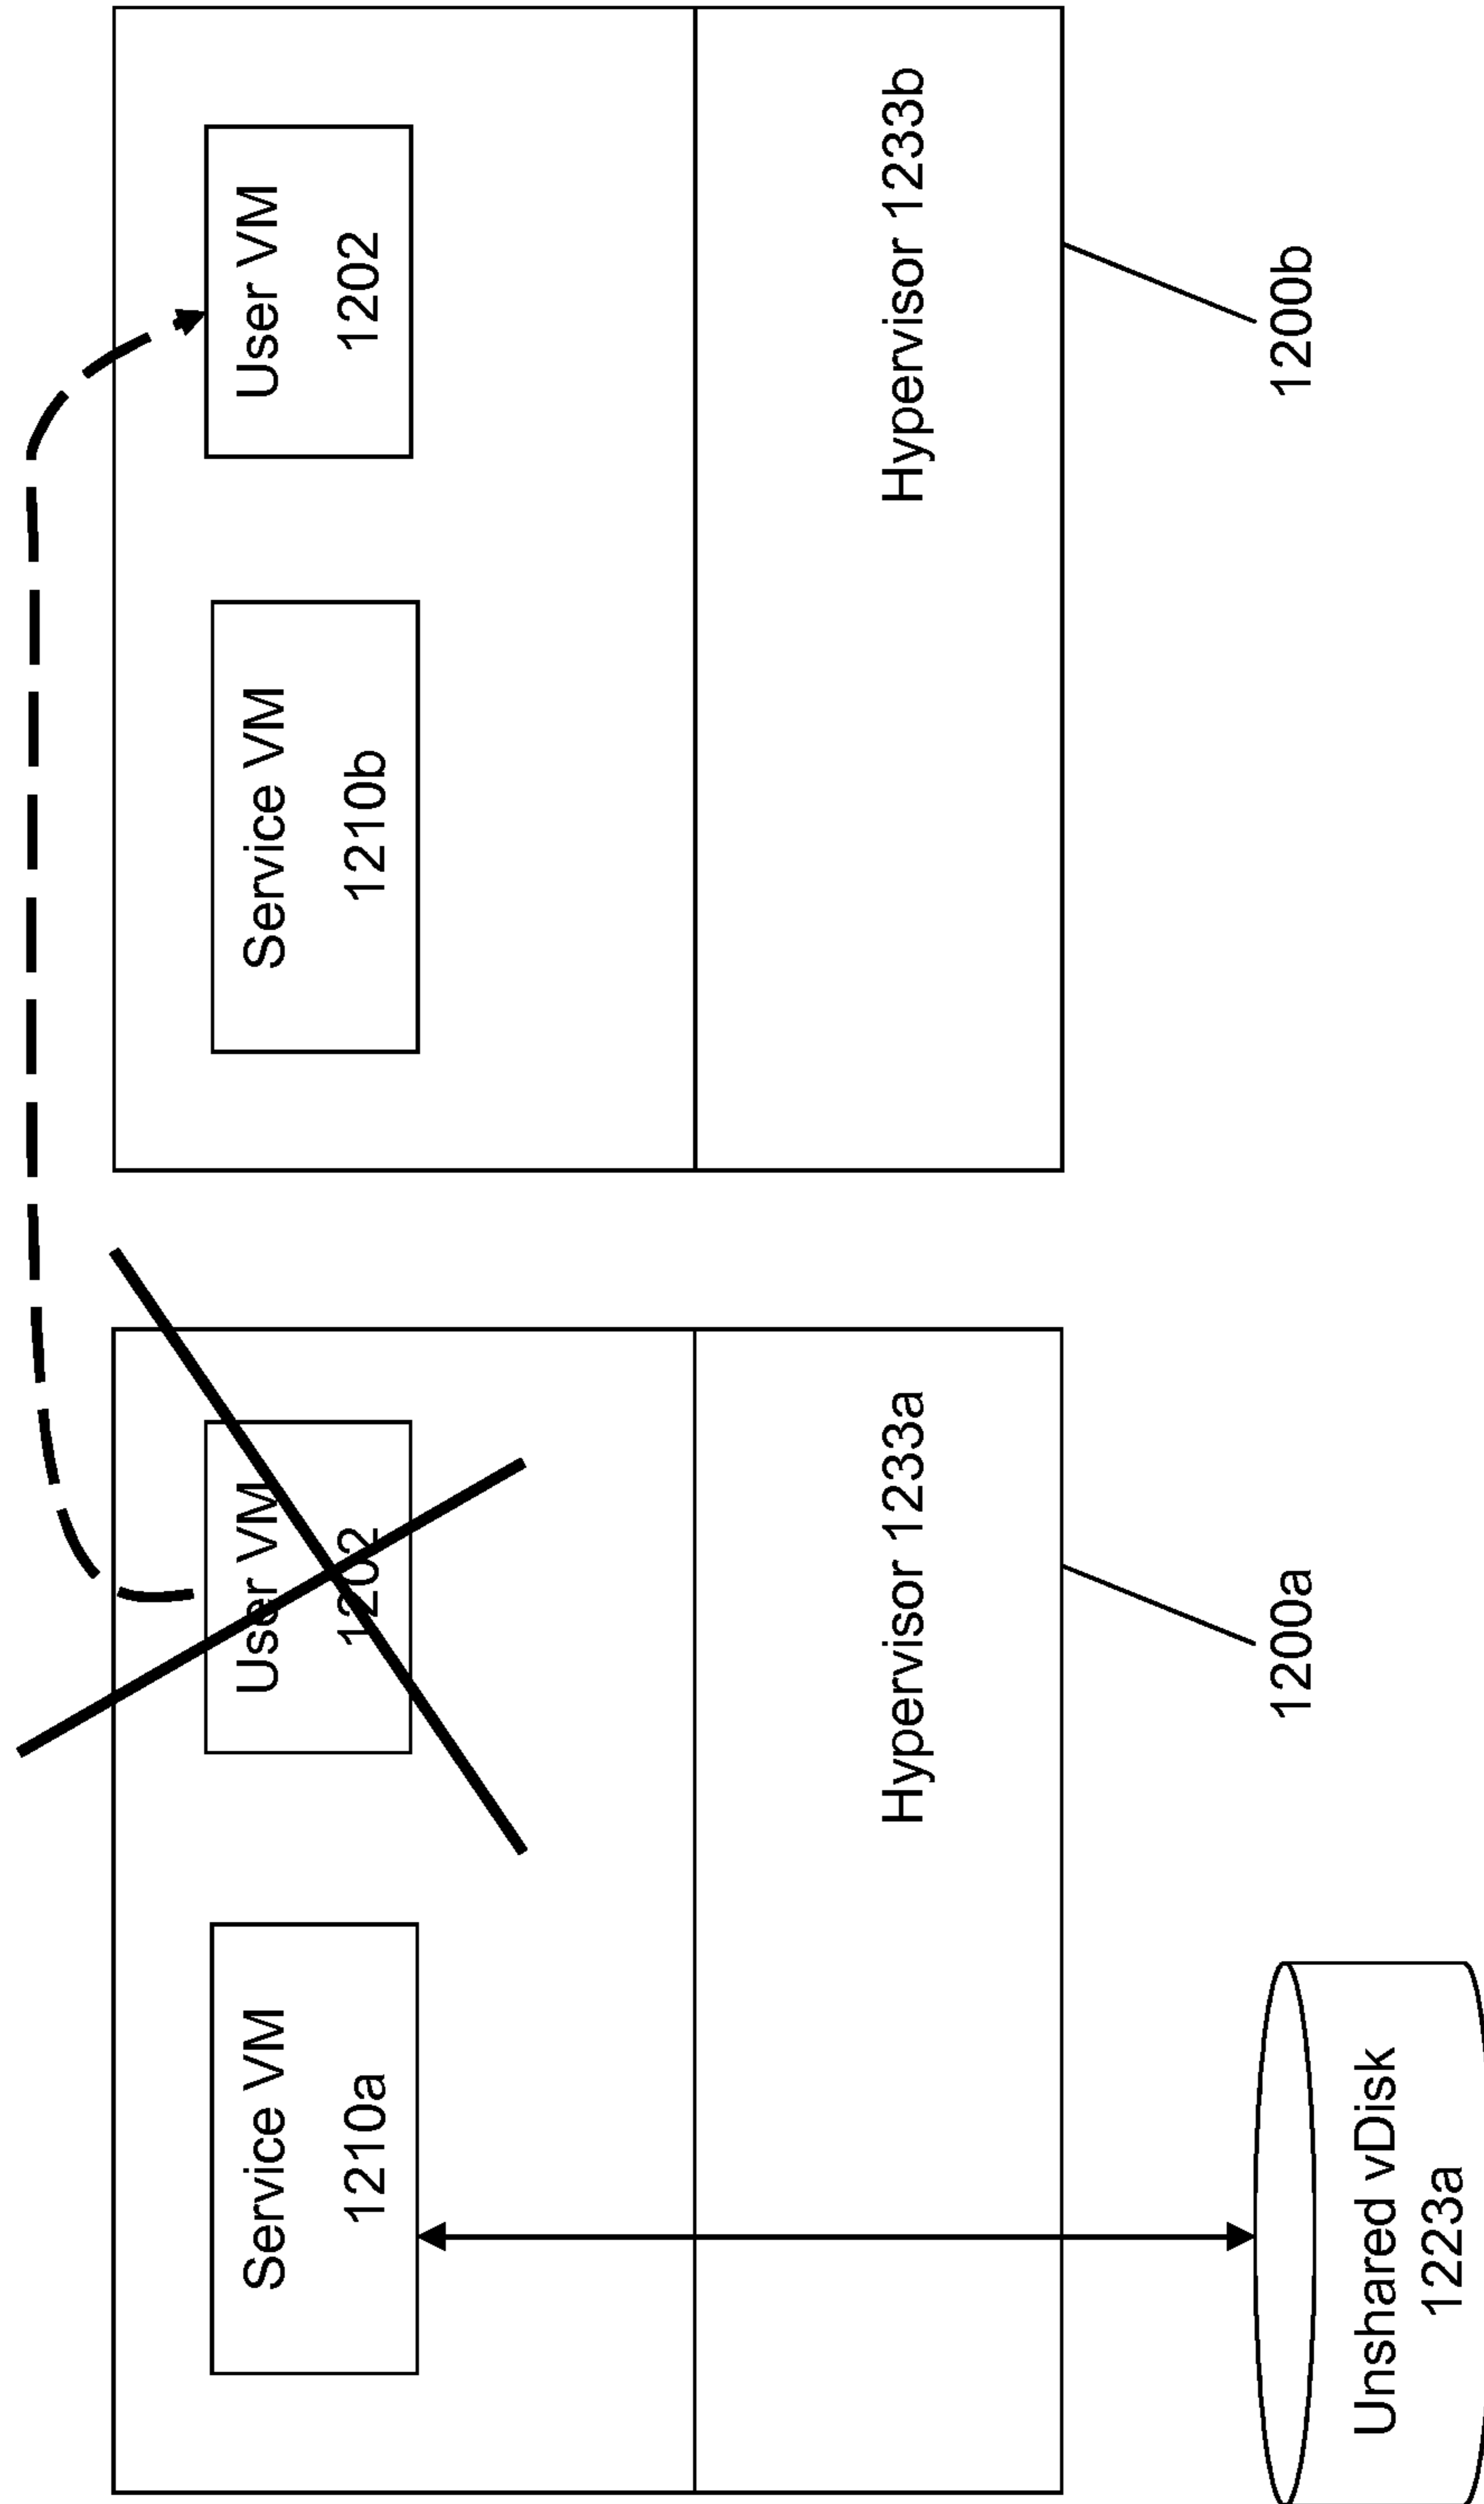 Service VM
1210a
User VM
1202
Service VM
1210b
User VM
1202
Hypervisor 1233a
Hypervisor 1233b
1200a
1200b
Unshared vDisk
1223a